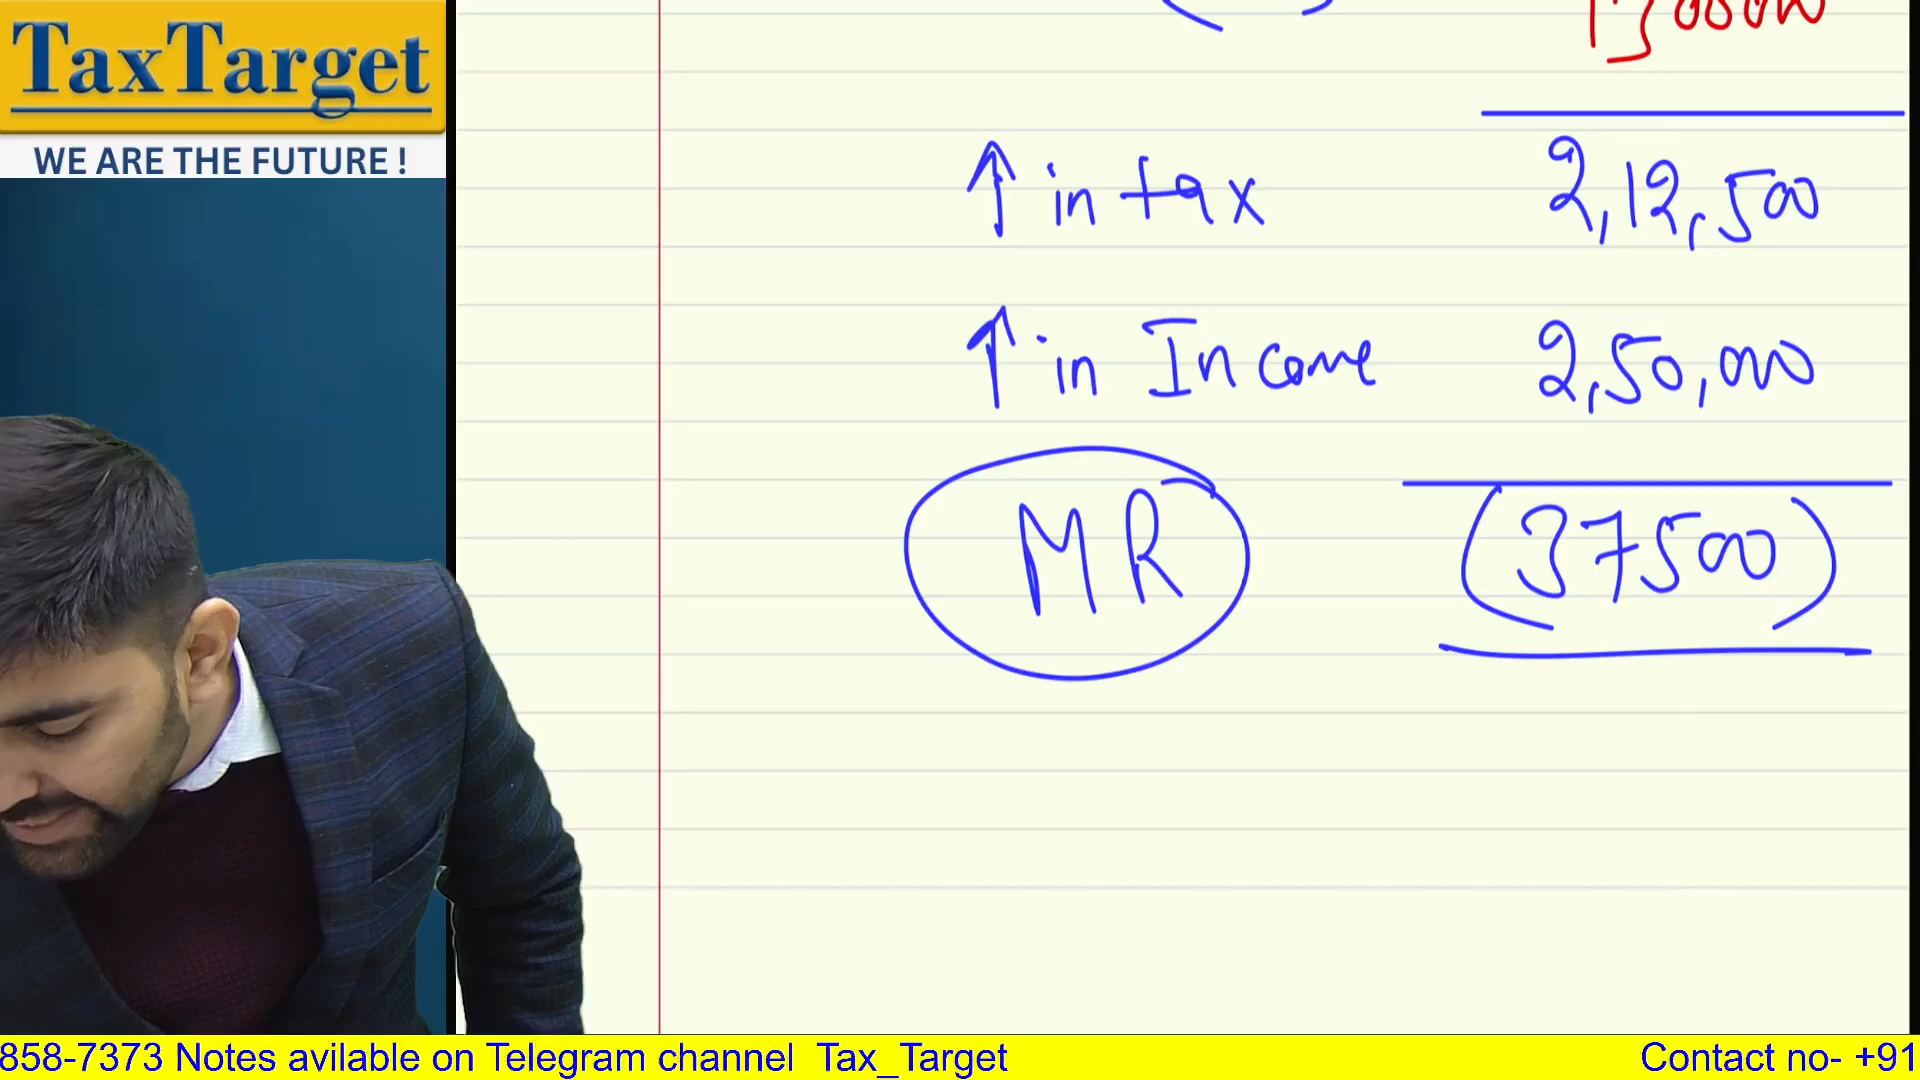 TaxTarget
WE ARE THE FUTURE !
↑ in tax 2,12,500
↑ in Income 2,50,000
MR (37500)
858-7373 Notes avilable on Telegram channel Tax_Target Contact no- +91